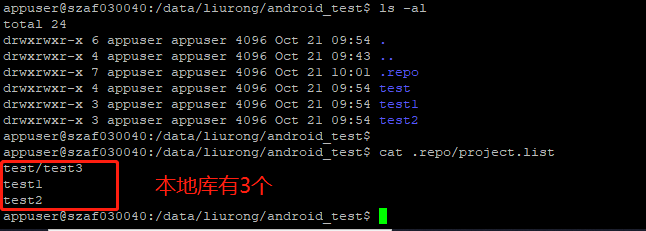 appuser@szaf030040:/data/liurong/android_test$ ls -al
total 24
drwxrwxr-x 6 appuser appuser 4096 Oct 21 09:54 .
drwxrwxr-x 4 appuser appuser 4096 Oct 21 09:43 ..
drwxrwxr-x 7 appuser appuser 4096 Oct 21 10:01 .repo
drwxrwxr-x 4 appuser appuser 4096 Oct 21 09:54 test
drwxrwxr-x 3 appuser appuser 4096 Oct 21 09:54 test1
drwxrwxr-x 3 appuser appuser 4096 Oct 21 09:54 test2
appuser@szaf030040:/data/liurong/android_test$
appuser@szaf030040:/data/liurong/android_test$ cat .repo/project.list
test/test3
test1
本地库有3个
test2
appuser@szaf030040:/data/liurong/android_test$